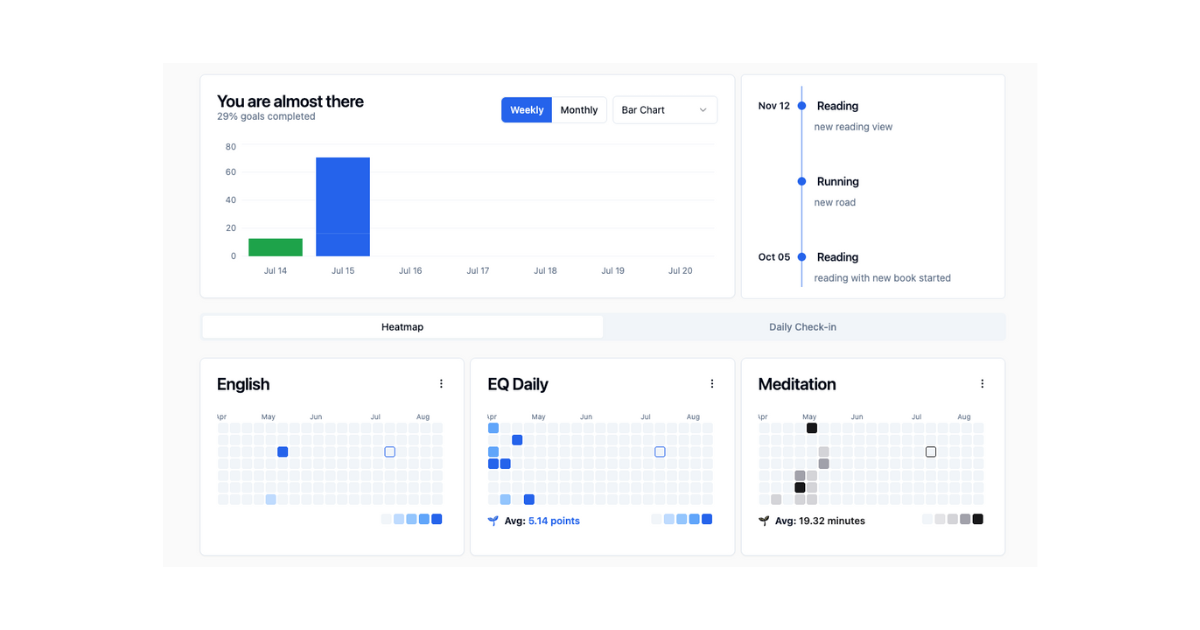 You are almost there
29% goals completed
Weekly
Monthly
Bar Chart
80
60
40
20
0
Jul 14
Jul 15
Jul 16
Jul 17
Jul 18
Jul 19
Jul 20
Nov 12
Reading
new reading view
Running
new road
Oct 05
Reading
reading with new book started
Heatmap
Daily Check-in
English
May
Jun
Jul
Aug
EQ Daily
May
Jun
Jul
Aug
Avg: 5.14 points
Meditation
May
Jun
Jul
Aug
Avg: 19.32 minutes